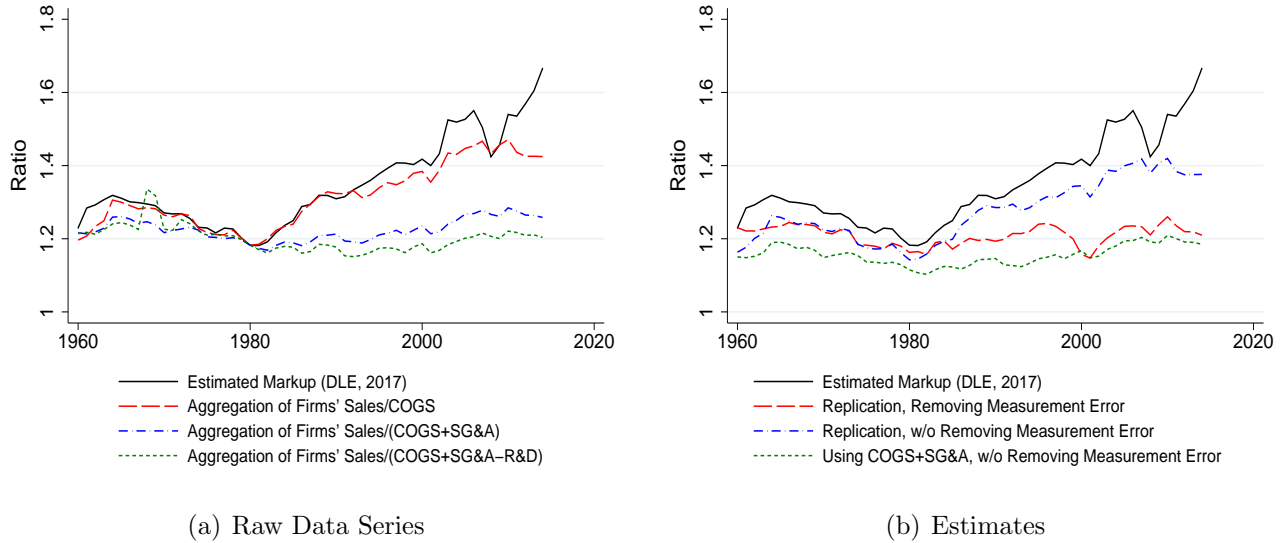 1.8
1.6
1.4
1.2
1
Ratio
1960 1980 2000 2020
Estimated Markup (DLE, 2017)
Aggregation of Firms' Sales/COGS
Aggregation of Firms' Sales/(COGS+SG&A)
Aggregation of Firms' Sales/(COGS+SG&A−R&D)
(a) Raw Data Series
1.8
1.6
1.4
1.2
1
Ratio
1960 1980 2000 2020
Estimated Markup (DLE, 2017)
Replication, Removing Measurement Error
Replication, w/o Removing Measurement Error
Using COGS+SG&A, w/o Removing Measurement Error
(b) Estimates